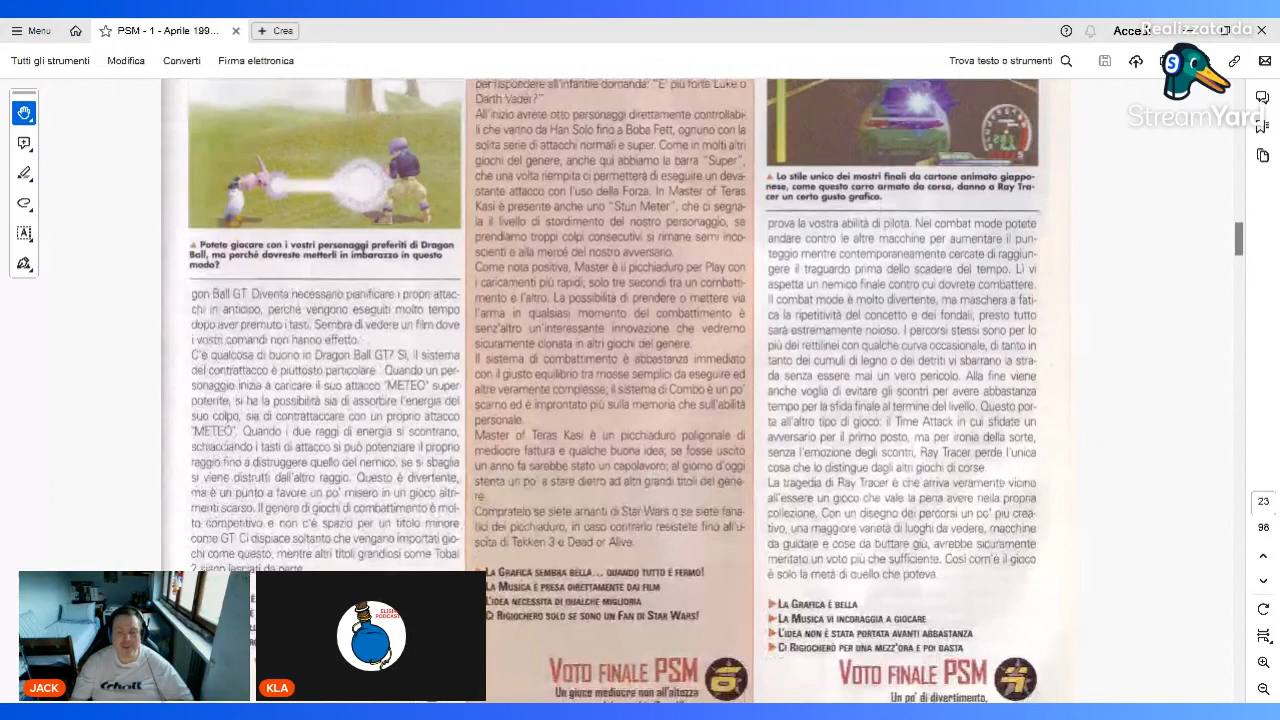 Menu
PSM - 1 - Aprile 199...
Crea
Realizzato da
Tutti gli strumenti
Modifica
Converti
Firma elettronica
Trova testo o strumenti
StreamYard
Potete giocare con i vostri personaggi preferiti di Dragon
Ball, ma perché dovreste metterli in imbarazzo in questo
modo?
gon Ball GT. Diventa necessario pianificare i propri attac-
chi in anticipo, perché vengono eseguiti molto tempo
dopo aver premuto i tasti. Sembra di vedere un film dove
i vostri comandi non hanno effetto.
C'è qualcosa di buono in Dragon Ball GT? Sì, il sistema
del contrattacco è piuttosto particolare. Quando un per-
sonaggio inizia a caricare il suo attacco "METEO" super
potente, si ha la possibilità sia di assorbire l'energia del
suo colpo, sia di contrattaccare con un proprio attacco
"METEO". Quando i due raggi di energia si scontrano,
schiacciando i tasti di attacco si può potenziare il proprio
raggio fino a distruggere quello del nemico, se si sbaglia
si viene distrutti dall'altro raggio. Questo è divertente,
ma è un punto a favore un po' misero in un gioco altri-
menti scarso. Il genere di giochi di combattimento è mol-
to competitivo e non c'è spazio per un titolo minore
come GT. Ci dispiace soltanto che vengano importati gio-
chi come questo, mentre altri titoli grandiosi come Tobal
2 siano lasciati da parte.
per rispoedere all'infantile domanda: "E' più forte Luke o
Darth Vader?"
All'inizio avrete otto personaggi direttamente controllabi-
li che vanno da Han Solo fino a Boba Fett, ognuno con la
solita serie di attacchi normali e super. Come in molti altri
giochi del genere, anche qui abbiamo la barra "Super",
che una volta riempita ci permetterà di eseguire un deva-
stante attacco con l'uso della Forza. In Master of Teras
Kasi è presente anche uno "Stun Meter", che ci segna-
la il livello di stordimento del nostro personaggio, se
prendiamo troppi colpi consecutivi si rimane semi inco-
scienti e alla mercé del nostro avversario.
Come nota positiva, Master è il picchiaduro per Play con
i caricamenti più rapidi; solo tre secondi tra un combatti-
mento e l'altro. La possibilità di prendere o mettere via
l'arma in qualsiasi momento del combattimento è
senz'altro un'interessante innovazione che vedremo
sicuramente clonata in altri giochi del genere.
Il sistema di combattimento è abbastanza immediato
con il giusto equilibrio tra mosse semplici da eseguire ed
altre veramente complesse; il sistema di Combo è un po'
scarno ed è improntato più sulla memoria che sull'abilità
personale.
Master of Teras Kasi è un picchiaduro poligonale di
mediocre fattura e qualche buona idea; se fosse uscito
un anno fa sarebbe stato un capolavoro; al giorno d'oggi
stenta un po' a stare dietro ad altri grandi titoli del gene-
re.
Compratelo se siete amanti di Star Wars o se siete fana-
tici dei picchiaduro, in caso contrario resistete fino all'u-
scita di Tekken 3 e Dead or Alive.
La Grafica sembra bella... quando tutto è fermo!
La Musica è presa direttamente dai film
L'idea necessita di qualche miglioria
Ci Rigiocherò solo se sono un Fan di Star Wars!
Voto finale PSM 6
Un gioco mediocre non all'altezza
Lo stile unico dei mostri finali da cartone animato giappo-
nese, come questo carro armato da corsa, danno a Ray Tra-
cer un certo gusto grafico.
prova la vostra abilità di pilota. Nel combat mode potete
andare contro le altre macchine per aumentare il pun-
teggio mentre contemporaneamente cercate di raggiun-
gere il traguardo prima dello scadere del tempo. Lì vi
aspetta un nemico finale contro cui dovrete combattere.
Il combat mode è molto divertente, ma maschera a fati-
ca la ripetitività del concetto e dei fondali; presto tutto
sarà estremamente noioso. I percorsi stessi sono per lo
più dei rettilinei con qualche curva occasionale, di tanto in
tanto dei cumuli di legno o dei detriti vi sbarrano la stra-
da senza essere mai un vero pericolo. Alla fine viene
anche voglia di evitare gli scontri per avere abbastanza
tempo per la sfida finale al termine del livello. Questo por-
ta all'altro tipo di gioco: il Time Attack in cui sfidate un
avversario per il primo posto, ma per ironia della sorte,
senza l'emozione degli scontri, Ray Tracer perde l'unica
cosa che lo distingue dagli altri giochi di corse.
La tragedia di Ray Tracer è che arriva veramente vicino
all'essere un gioco che vale la pena avere nella propria
collezione. Con un disegno dei percorsi un po' più crea-
tivo, una maggiore varietà di luoghi da vedere, macchine
da guidare e cose da buttare giù, avrebbe sicuramente
meritato un voto più che sufficiente. Così com'è il gioco
è solo la metà di quello che poteva.
La Grafica è bella
La Musica vi incoraggia a giocare
L'idea non è stata portata avanti abbastanza
Ci Rigiocherò per una mezz'ora e poi basta
Voto finale PSM 4
Un po' di divertimento,
23
98
ELISIR PODCAST
JACK
KLA